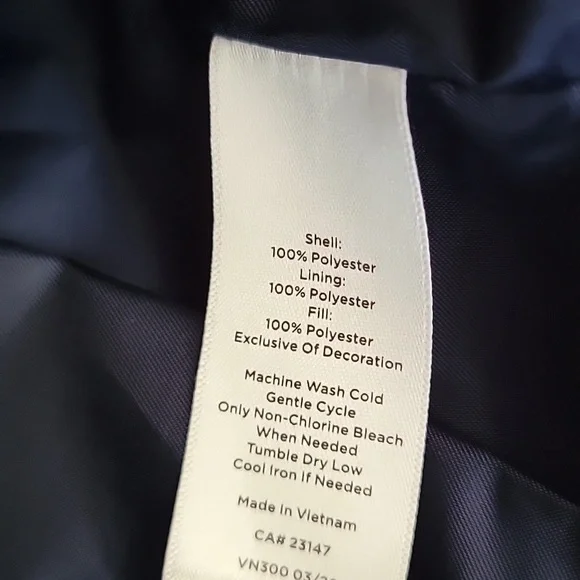 Shell:
100% Polyester
Lining:
100% Polyester
Fill:
100% Polyester
Exclusive Of Decoration
Machine Wash Cold
Gentle Cycle
Only Non-Chlorine Bleach
When Needed
Tumble Dry Low
Cool Iron If Needed
Made In Vietnam
CA# 23147
VN300